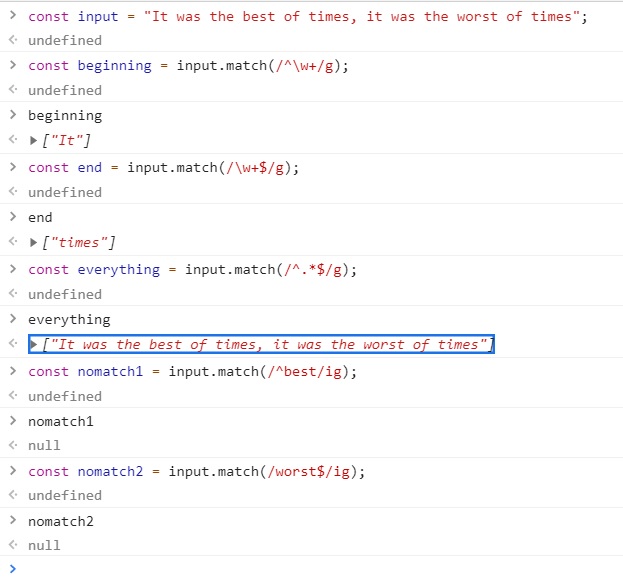 > const input = "It was the best of times, it was the worst of times";
undefined
> const beginning = input.match(/^\w+/g);
undefined
> beginning
▶ ["It"]
> const end = input.match(/\w+$/g);
undefined
> end
▶ ["times"]
> const everything = input.match(/^.*$/g);
undefined
> everything
▶ ["It was the best of times, it was the worst of times"]
> const nomatch1 = input.match(/^best/ig);
undefined
> nomatch1
null
> const nomatch2 = input.match(/worst$/ig);
undefined
> nomatch2
null
>